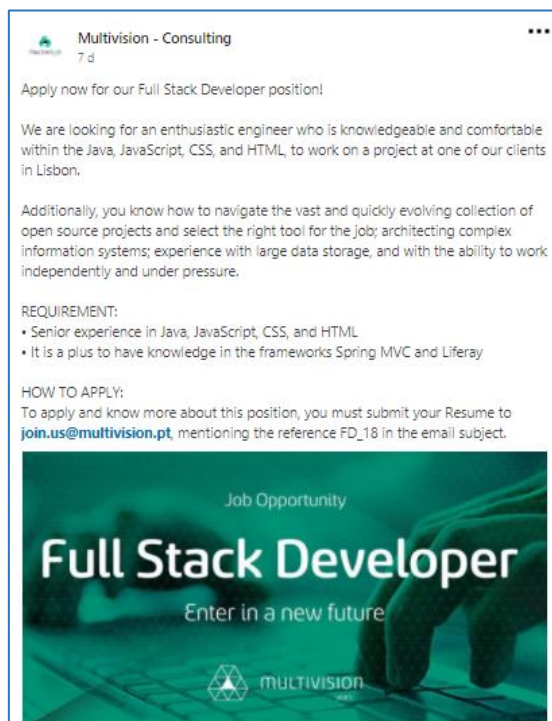 Multivision - Consulting
...
7 d
Apply now for our Full Stack Developer position!
We are looking for an enthusiastic engineer who is knowledgeable and comfortable
within the Java, JavaScript, CSS, and HTML, to work on a project at one of our clients
in Lisbon.
Additionally, you know how to navigate the vast and quickly evolving collection of
open source projects and select the right tool for the job; architecting complex
information systems; experience with large data storage, and with the ability to work
independently and under pressure.
REQUIREMENT:
• Senior experience in Java, JavaScript, CSS, and HTML
• It is a plus to have knowledge in the frameworks Spring MVC and Liferay
HOW TO APPLY:
To apply and know more about this position, you must submit your Resume to
join.us@multivision.pt, mentioning the reference FD_18 in the email subject.
Job Opportunity
Full Stack Developer
Enter in a new future
MULTIVISION